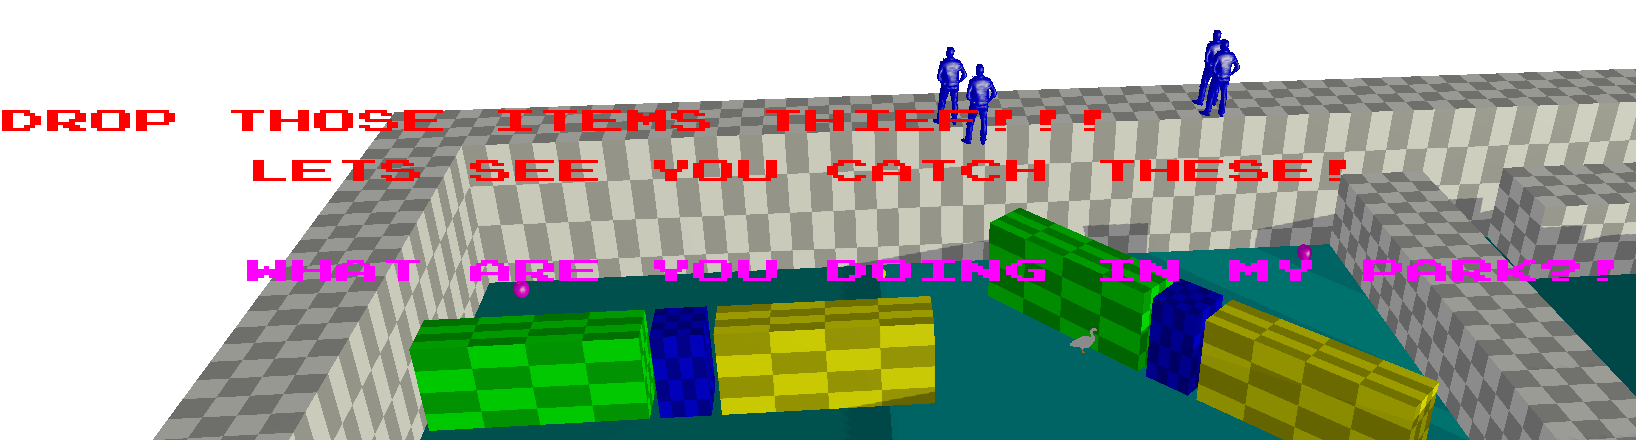 DROP THOSE ITEMS THIEF!!!
LETS SEE YOU CATCH THESE!
WHAT ARE YOU DOING IN MY PARK?!